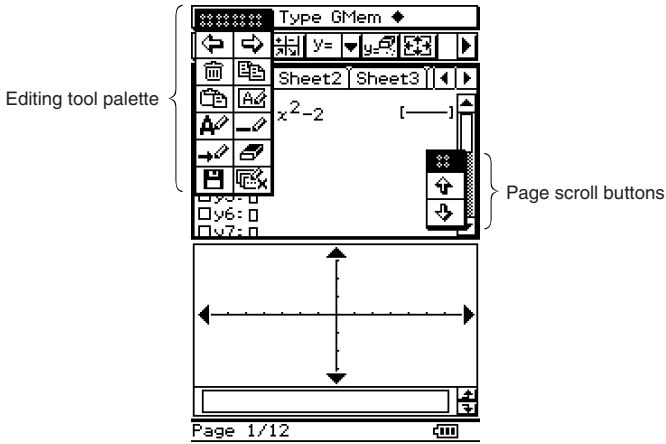 Type GMem ◆
y= y=
Sheet2 Sheet3
Editing tool palette
x²-2 [—]
A
A
Page scroll buttons
y6:▯
y7:▯
Page 1/12